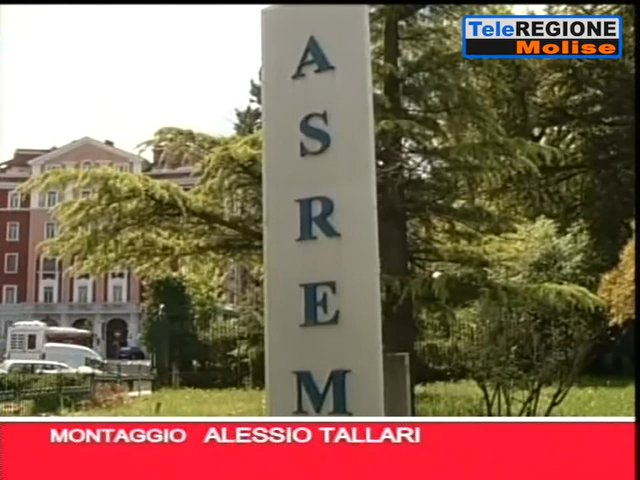 TeleREGIONE
Molise
A
S
R
E
M
MONTAGGIO ALESSIO TALLARI